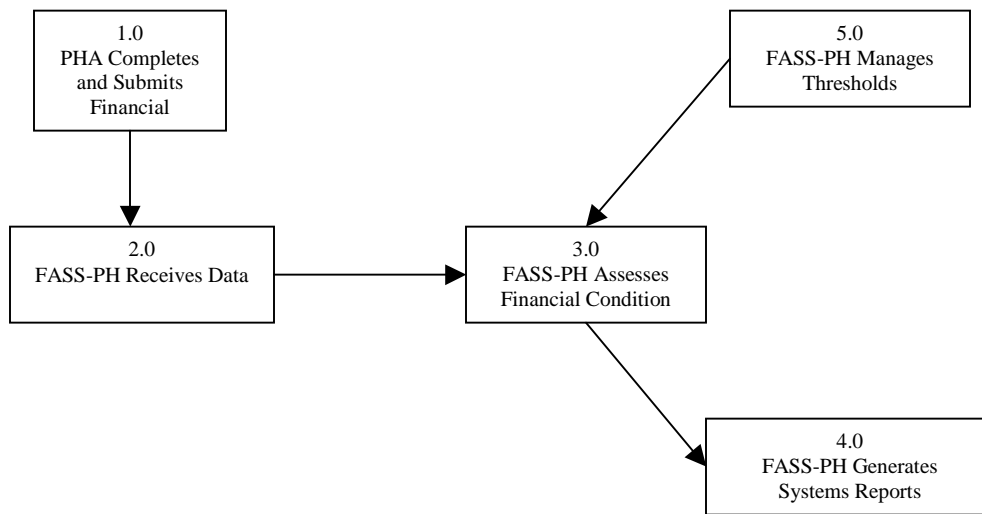 1.0
PHA Completes
and Submits
Financial
5.0
FASS-PH Manages
Thresholds
2.0
FASS-PH Receives Data
3.0
FASS-PH Assesses
Financial Condition
4.0
FASS-PH Generates
Systems Reports